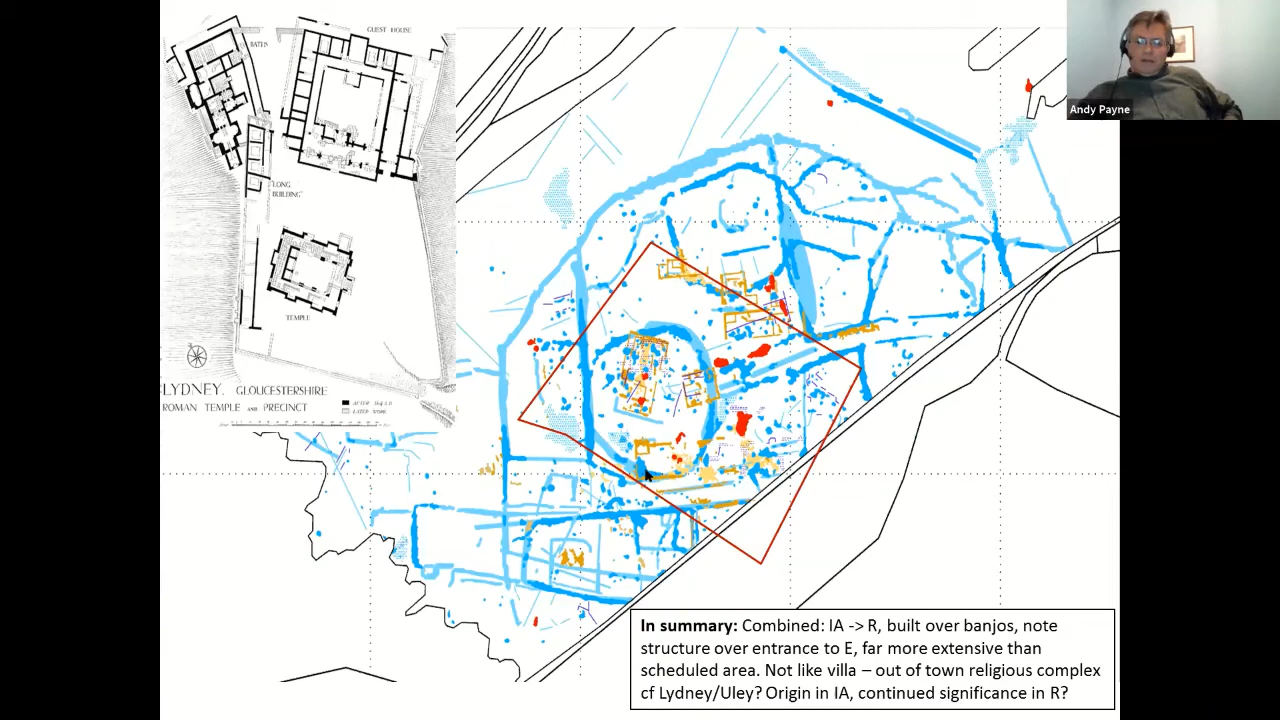 BATHS
GUEST HOUSE
"LONG
BUILDING"
TEMPLE
LYDNEY, GLOUCESTERSHIRE
ROMAN TEMPLE AND PRECINCT
LATER WORK
Andy Payne
In summary: Combined: IA -> R, built over banjos, note
structure over entrance to E, far more extensive than
scheduled area. Not like villa – out of town religious complex
cf Lydney/Uley? Origin in IA, continued significance in R?